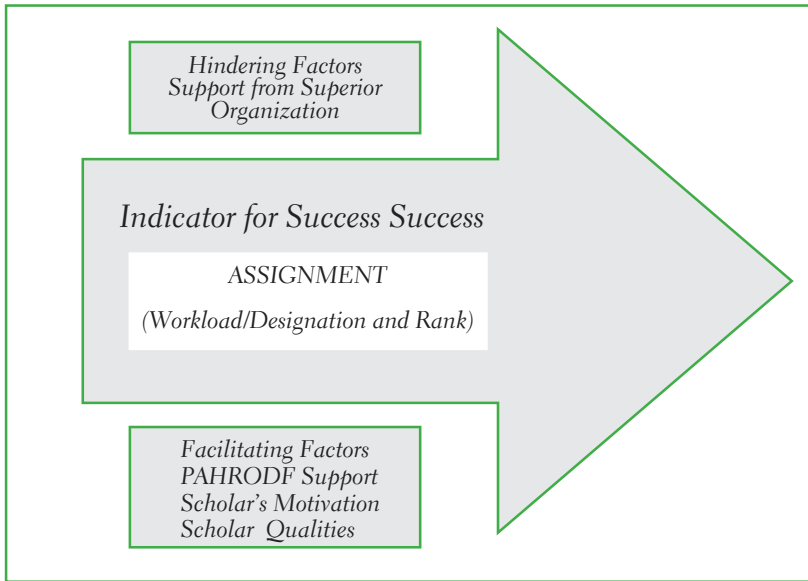 Hindering Factors
Support from Superior
Organization
Indicator for Success Success
ASSIGNMENT
(Workload/Designation and Rank)
Facilitating Factors
PAHRODF Support
Scholar's Motivation
Scholar Qualities